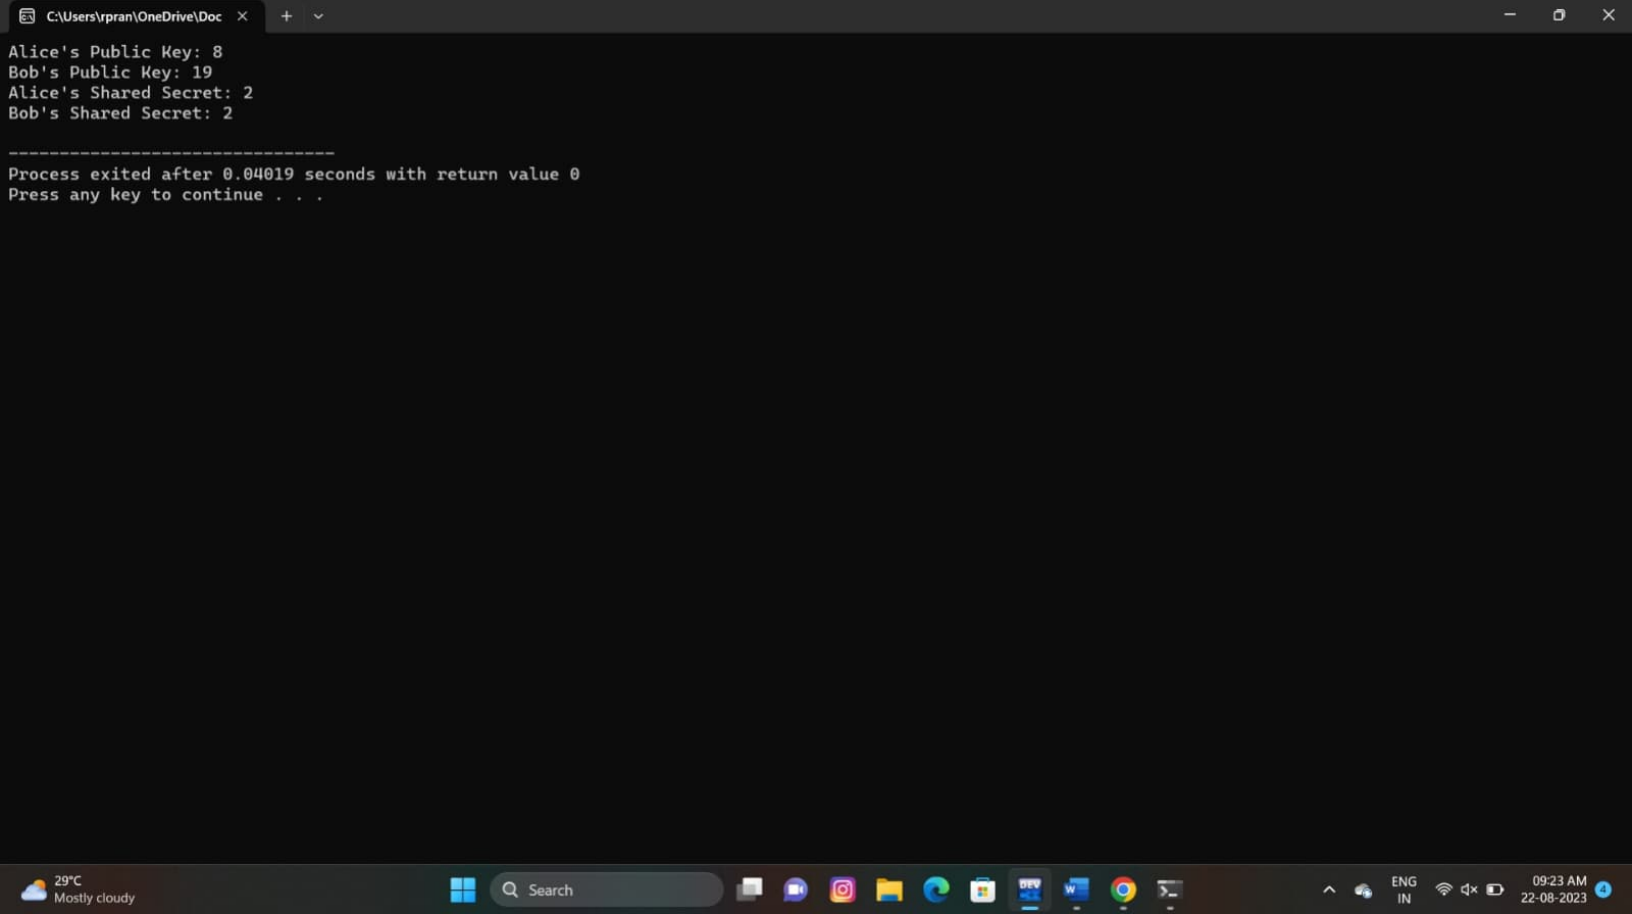 C:\Users\rpran\OneDrive\Doc
Alice's Public Key: 8
Bob's Public Key: 19
Alice's Shared Secret: 2
Bob's Shared Secret: 2
--------------------------------
Process exited after 0.04019 seconds with return value 0
Press any key to continue . . .
29°C
Mostly cloudy
Search
DEV
W
ENG
IN
09:23 AM
22-08-2023
4